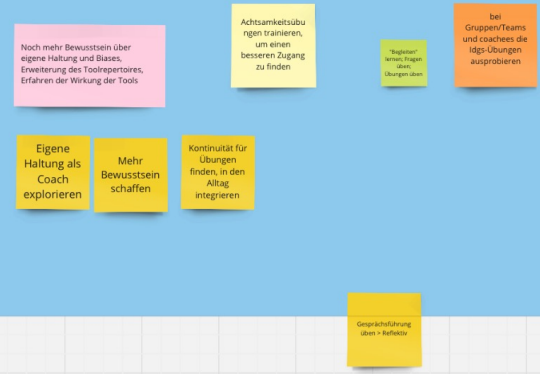 Noch mehr Bewusstsein über
eigene Haltung und Biases,
Erweiterung des Toolrepertoires,
Erfahren der Wirkung der Tools
Achtsamkeitsübu
ngen trainieren,
um einen
besseren Zugang
zu finden
"Begleiten"
lernen; Fragen
üben;
Übungen üben
bei
Gruppen/Teams
und coachees die
Idgs-Übungen
ausprobieren
Eigene
Haltung als
Coach
explorieren
Mehr
Bewusstsein
schaffen
Kontinuität für
Übungen
finden, in den
Alltag
integrieren
Gesprächsführung
üben > Reflektiv